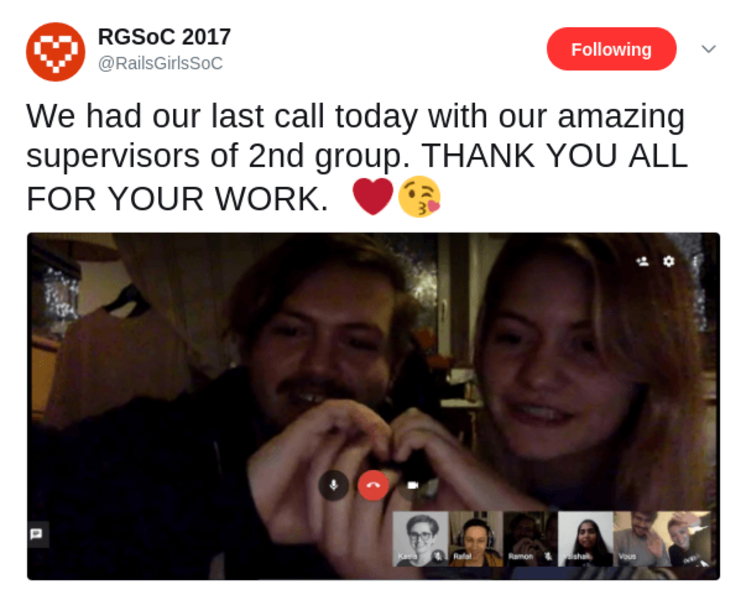 RGSoC 2017
@RailsGirlsSoC
Following
We had our last call today with our amazing
supervisors of 2nd group. THANK YOU ALL
FOR YOUR WORK. ❤️😘
Rafal
Ramon
Vous